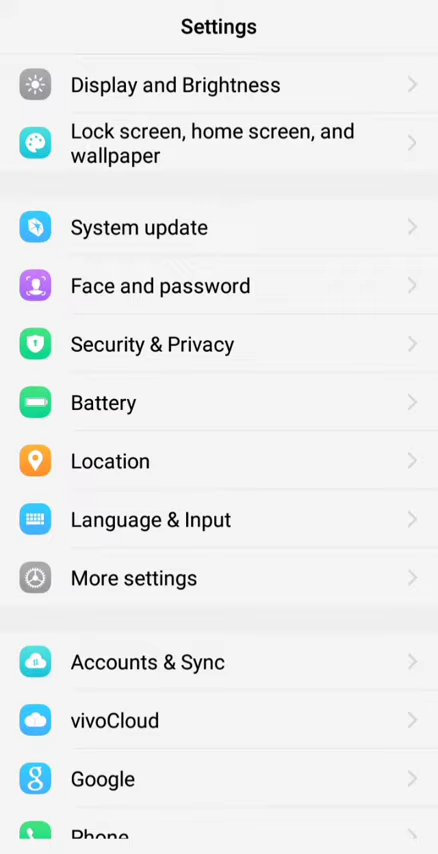 Settings
Display and Brightness
Lock screen, home screen, and
wallpaper
System update
Face and password
Security & Privacy
Battery
Location
Language & Input
More settings
Accounts & Sync
vivoCloud
Google
Phone